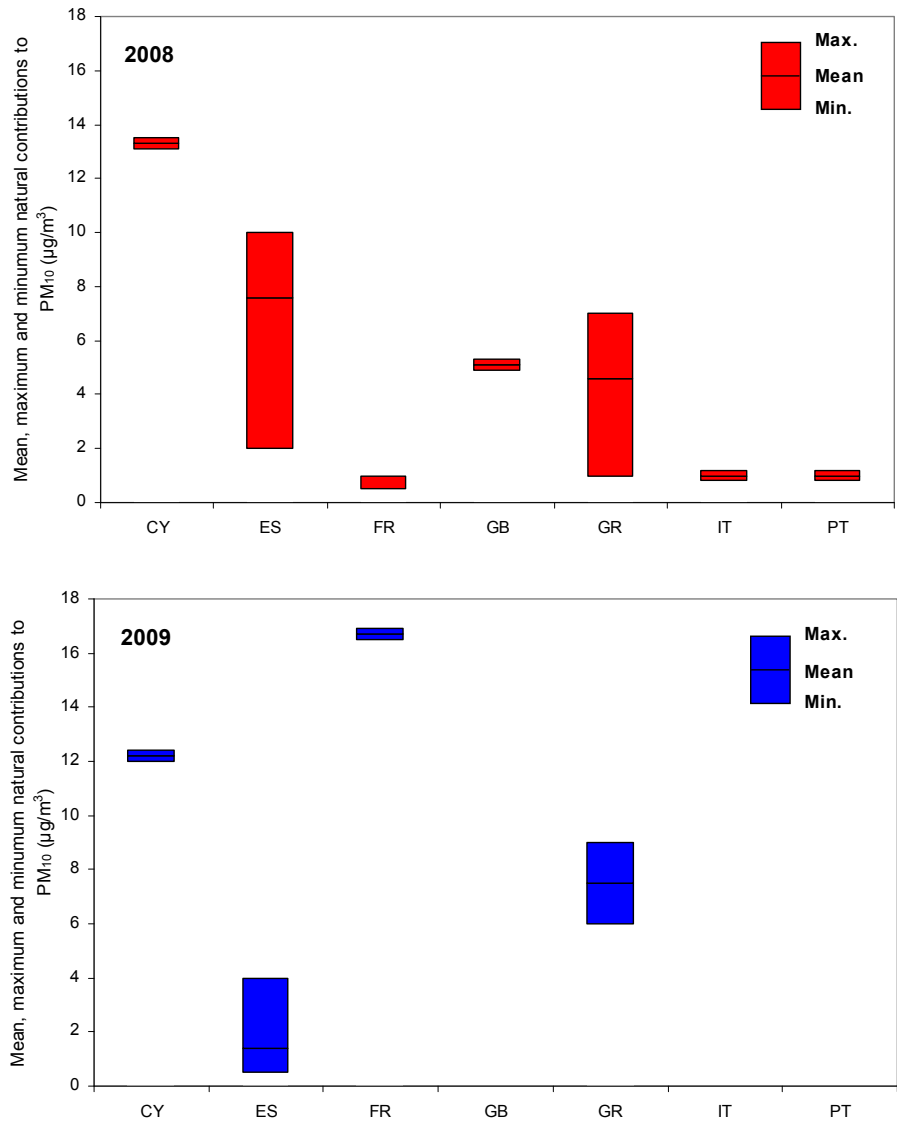 Mean, maximum and minumum natural contributions to
PM10 (µg/m3)
18
16
14
12
10
8
6
4
2
0
2008
Max.
Mean
Min.
CY ES FR GB GR IT PT
Mean, maximum and minumum natural contributions to
PM10 (µg/m3)
18
16
14
12
10
8
6
4
2
0
2009
Max.
Mean
Min.
CY ES FR GB GR IT PT